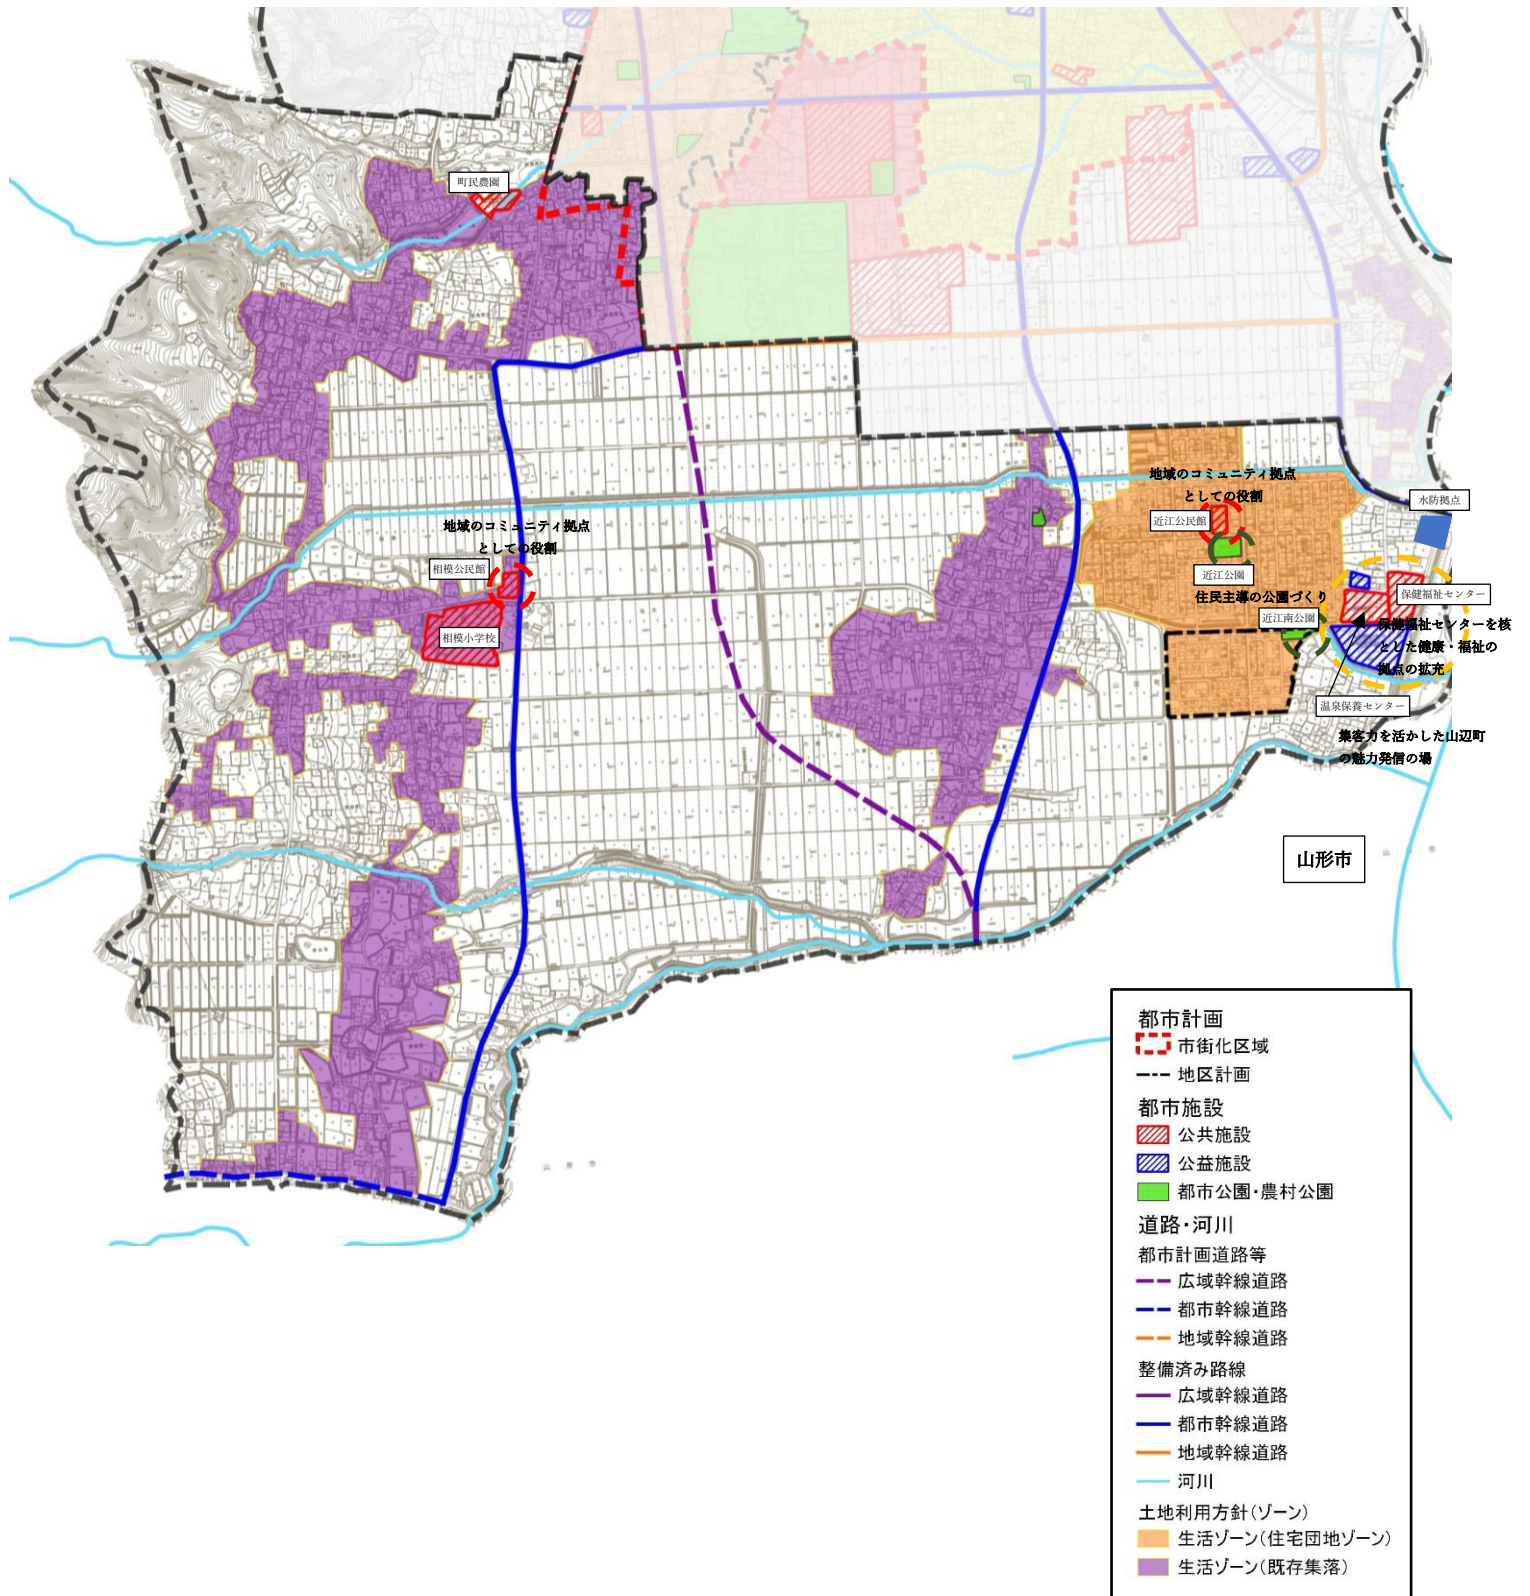 町民農園
地域のコミュニティ拠点
としての役割
水防拠点
近江公民館
地域のコミュニティ拠点
としての役割
相模公民館
近江公園
住民主導の公園づくり
保健福祉センター
近江南公園
保健福祉センターを核
とした健康・福祉の
拠点の拡充
相模小学校
温泉保養センター
集客力を活かした山辺町
の魅力発信の場
山形市
山形市
都市計画
市街化区域
地区計画
都市施設
公共施設
公益施設
都市公園・農村公園
道路・河川
都市計画道路等
広域幹線道路
都市幹線道路
地域幹線道路
整備済み路線
広域幹線道路
都市幹線道路
地域幹線道路
河川
土地利用方針(ゾーン)
生活ゾーン(住宅団地ゾーン)
生活ゾーン(既存集落)